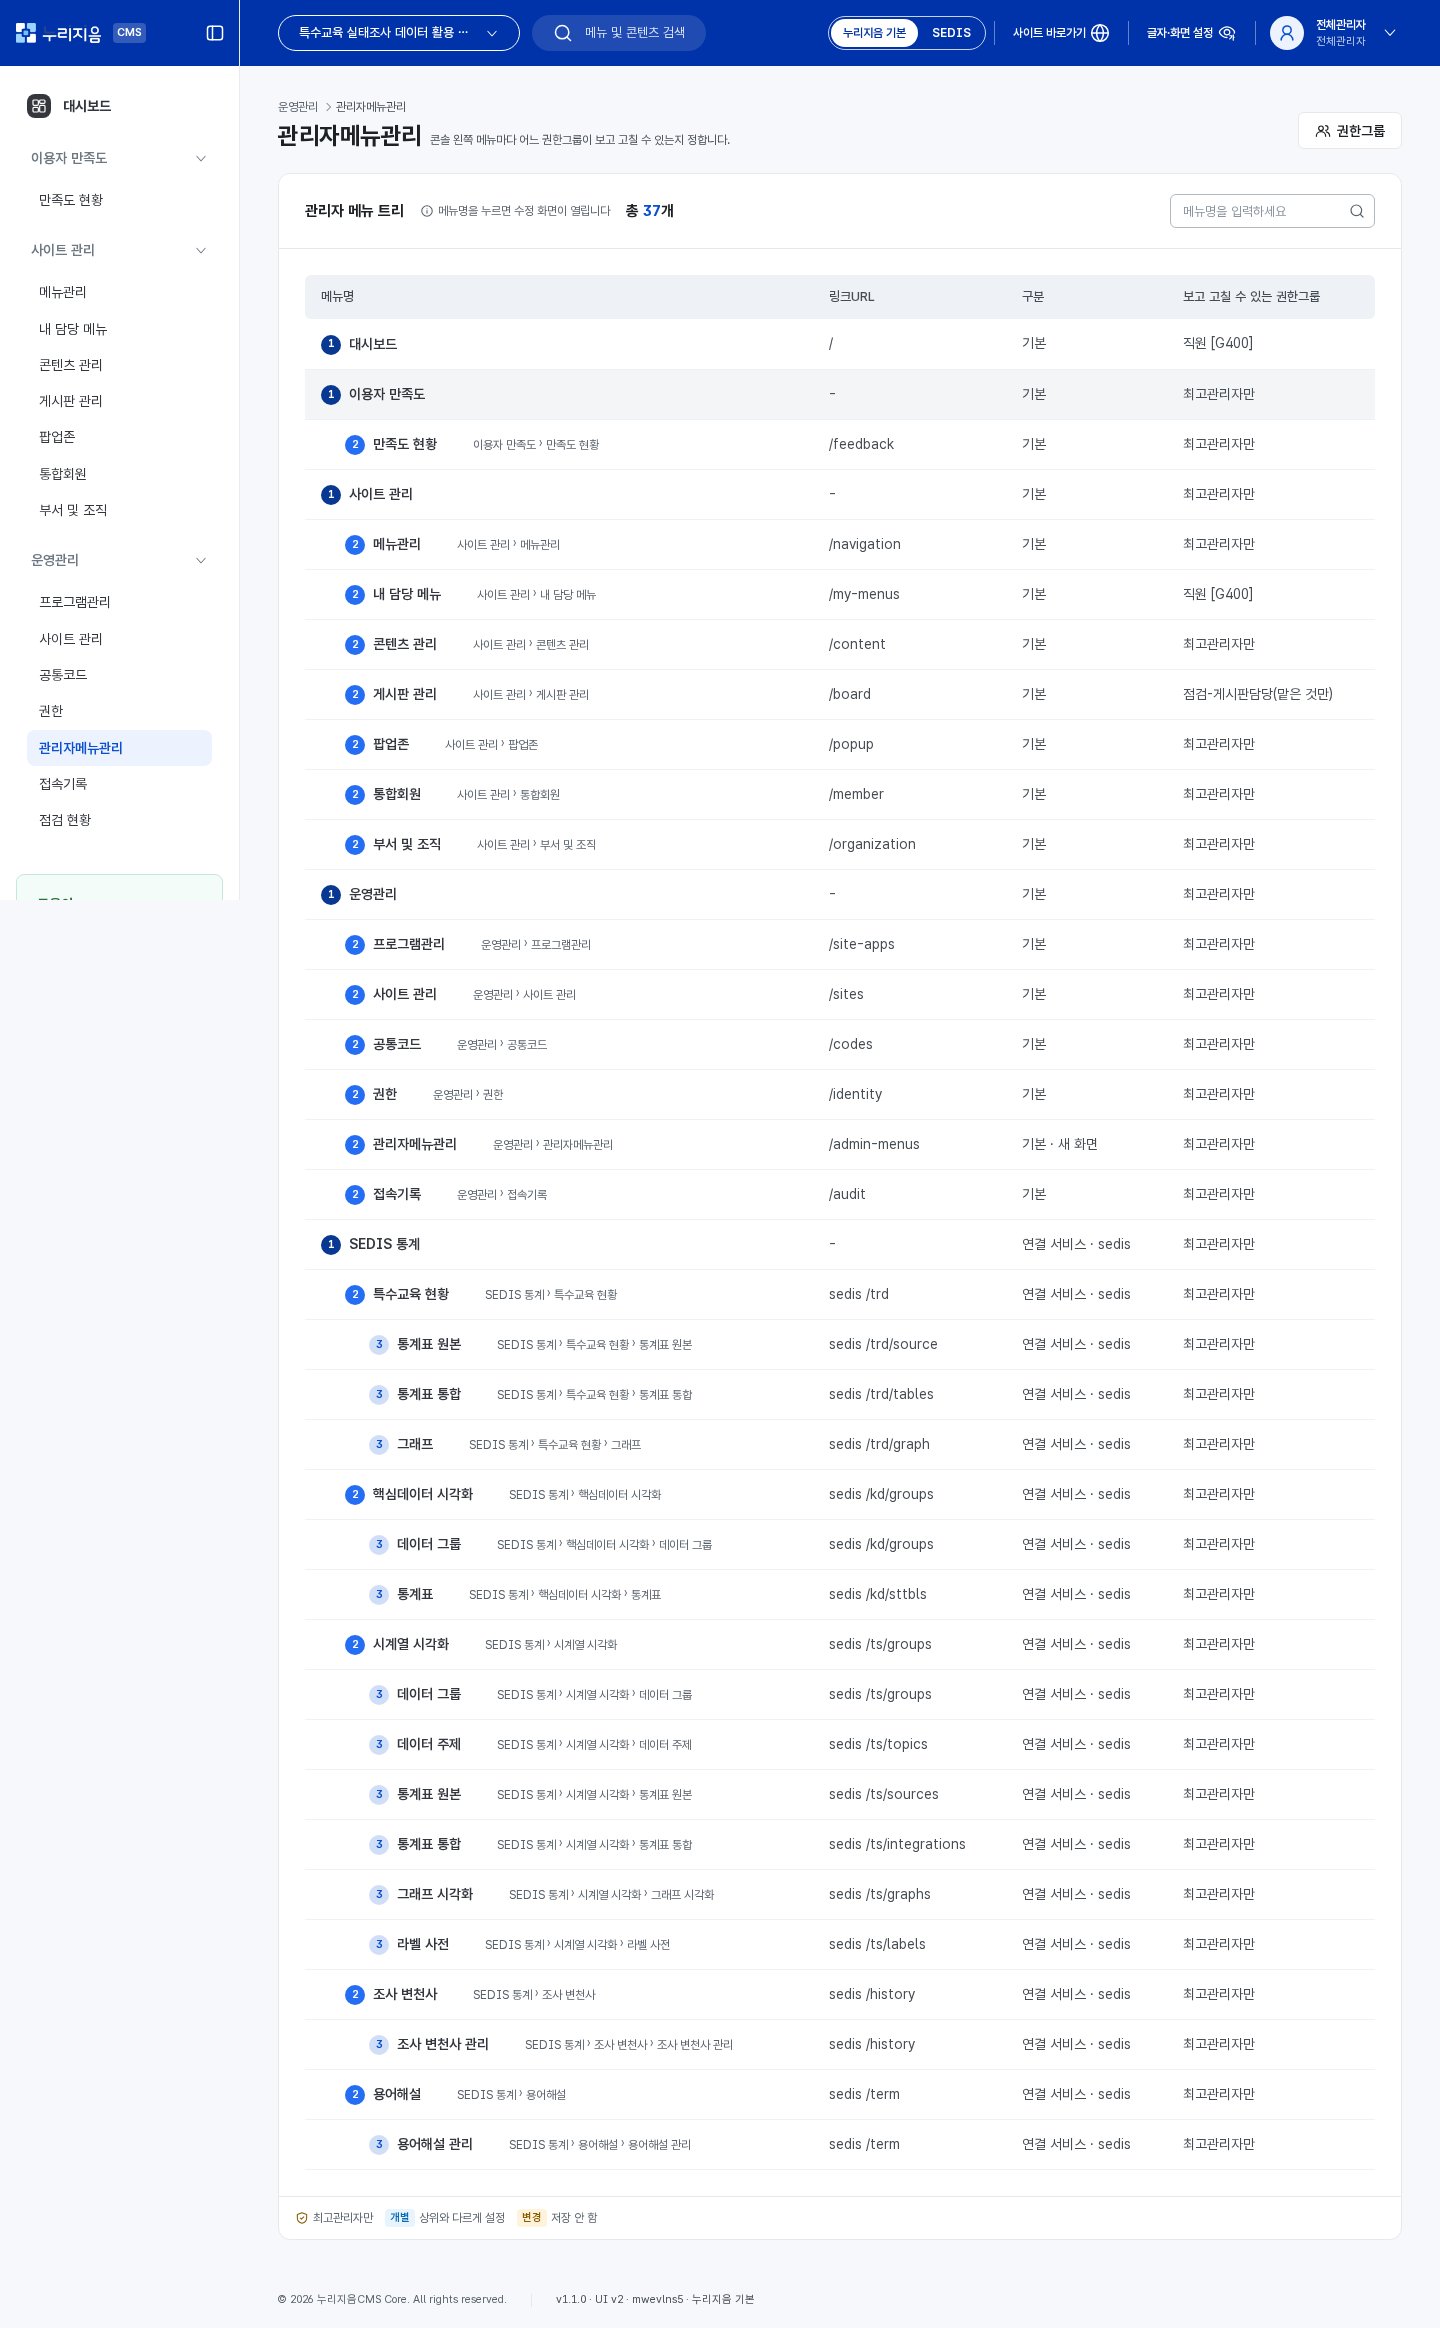 누리지음 CMS 특수교육 실태조사 데이터 활용 ··· 메뉴 및 콘텐츠 검색 누리지음 기본 SEDIS 사이트 바로가기 글자·화면 설정 전체관리자
전체관리자
대시보드
이용자 만족도
만족도 현황
사이트 관리
메뉴관리
내 담당 메뉴
콘텐츠 관리
게시판 관리
팝업존
통합회원
부서 및 조직
운영관리
프로그램관리
사이트 관리
공통코드
권한
관리자메뉴관리
접속기록
점검 현황
운영관리 > 관리자메뉴관리
관리자메뉴관리 콘솔 왼쪽 메뉴마다 어느 권한그룹이 보고 고칠 수 있는지 정합니다.
권한그룹
관리자 메뉴 트리 메뉴명을 누르면 수정 화면이 열립니다 총 37개 메뉴명을 입력하세요
메뉴명 링크URL 구분 보고 고칠 수 있는 권한그룹
1 대시보드 / 기본 직원 [G400]
1 이용자 만족도 - 기본 최고관리자만
2 만족도 현황 이용자 만족도 › 만족도 현황 /feedback 기본 최고관리자만
1 사이트 관리 - 기본 최고관리자만
2 메뉴관리 사이트 관리 › 메뉴관리 /navigation 기본 최고관리자만
2 내 담당 메뉴 사이트 관리 › 내 담당 메뉴 /my-menus 기본 직원 [G400]
2 콘텐츠 관리 사이트 관리 › 콘텐츠 관리 /content 기본 최고관리자만
2 게시판 관리 사이트 관리 › 게시판 관리 /board 기본 점검-게시판담당(맡은 것만)
2 팝업존 사이트 관리 › 팝업존 /popup 기본 최고관리자만
2 통합회원 사이트 관리 › 통합회원 /member 기본 최고관리자만
2 부서 및 조직 사이트 관리 › 부서 및 조직 /organization 기본 최고관리자만
1 운영관리 - 기본 최고관리자만
2 프로그램관리 운영관리 › 프로그램관리 /site-apps 기본 최고관리자만
2 사이트 관리 운영관리 › 사이트 관리 /sites 기본 최고관리자만
2 공통코드 운영관리 › 공통코드 /codes 기본 최고관리자만
2 권한 운영관리 › 권한 /identity 기본 최고관리자만
2 관리자메뉴관리 운영관리 › 관리자메뉴관리 /admin-menus 기본 · 새 화면 최고관리자만
2 접속기록 운영관리 › 접속기록 /audit 기본 최고관리자만
1 SEDIS 통계 - 연결 서비스 · sedis 최고관리자만
2 특수교육 현황 SEDIS 통계 › 특수교육 현황 sedis /trd 연결 서비스 · sedis 최고관리자만
3 통계표 원본 SEDIS 통계 › 특수교육 현황 › 통계표 원본 sedis /trd/source 연결 서비스 · sedis 최고관리자만
3 통계표 통합 SEDIS 통계 › 특수교육 현황 › 통계표 통합 sedis /trd/tables 연결 서비스 · sedis 최고관리자만
3 그래프 SEDIS 통계 › 특수교육 현황 › 그래프 sedis /trd/graph 연결 서비스 · sedis 최고관리자만
2 핵심데이터 시각화 SEDIS 통계 › 핵심데이터 시각화 sedis /kd/groups 연결 서비스 · sedis 최고관리자만
3 데이터 그룹 SEDIS 통계 › 핵심데이터 시각화 › 데이터 그룹 sedis /kd/groups 연결 서비스 · sedis 최고관리자만
3 통계표 SEDIS 통계 › 핵심데이터 시각화 › 통계표 sedis /kd/sttbls 연결 서비스 · sedis 최고관리자만
2 시계열 시각화 SEDIS 통계 › 시계열 시각화 sedis /ts/groups 연결 서비스 · sedis 최고관리자만
3 데이터 그룹 SEDIS 통계 › 시계열 시각화 › 데이터 그룹 sedis /ts/groups 연결 서비스 · sedis 최고관리자만
3 데이터 주제 SEDIS 통계 › 시계열 시각화 › 데이터 주제 sedis /ts/topics 연결 서비스 · sedis 최고관리자만
3 통계표 원본 SEDIS 통계 › 시계열 시각화 › 통계표 원본 sedis /ts/sources 연결 서비스 · sedis 최고관리자만
3 통계표 통합 SEDIS 통계 › 시계열 시각화 › 통계표 통합 sedis /ts/integrations 연결 서비스 · sedis 최고관리자만
3 그래프 시각화 SEDIS 통계 › 시계열 시각화 › 그래프 시각화 sedis /ts/graphs 연결 서비스 · sedis 최고관리자만
3 라벨 사전 SEDIS 통계 › 시계열 시각화 › 라벨 사전 sedis /ts/labels 연결 서비스 · sedis 최고관리자만
2 조사 변천사 SEDIS 통계 › 조사 변천사 sedis /history 연결 서비스 · sedis 최고관리자만
3 조사 변천사 관리 SEDIS 통계 › 조사 변천사 › 조사 변천사 관리 sedis /history 연결 서비스 · sedis 최고관리자만
2 용어해설 SEDIS 통계 › 용어해설 sedis /term 연결 서비스 · sedis 최고관리자만
3 용어해설 관리 SEDIS 통계 › 용어해설 › 용어해설 관리 sedis /term 연결 서비스 · sedis 최고관리자만
최고관리자만 개별 상위와 다르게 설정 변경 저장 안 함
© 2026 누리지음CMS Core. All rights reserved. v1.1.0 · UI v2 · mwevlns5 · 누리지음 기본